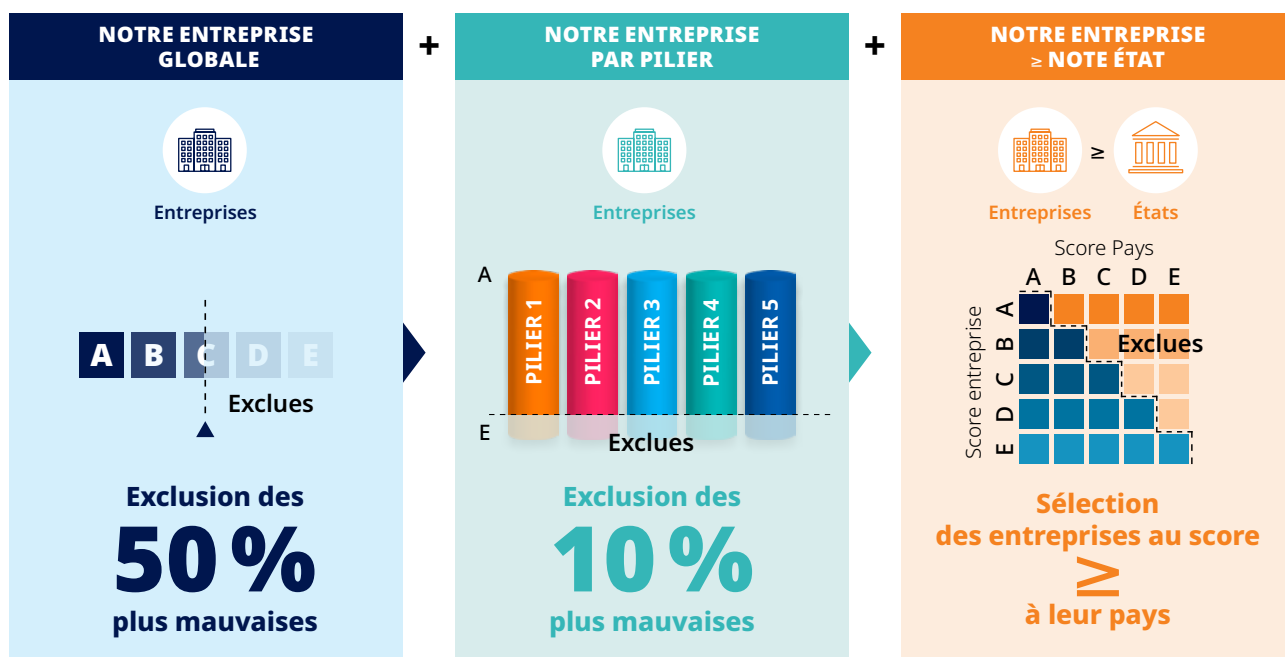 NOTRE ENTREPRISE
GLOBALE
Entreprises
A B C D E
Exclues
Exclusion des
50 %
plus mauvaises
+
NOTRE ENTREPRISE
PAR PILIER
Entreprises
A
PILIER 1
PILIER 2
PILIER 3
PILIER 4
PILIER 5
E
Exclues
Exclusion des
10 %
plus mauvaises
+
NOTRE ENTREPRISE
≥ NOTE ÉTAT
≥
Entreprises États
Score Pays
A B C D E
Score entreprise
A
B
C
D
E
Exclues
Sélection
des entreprises au score
≥
à leur pays